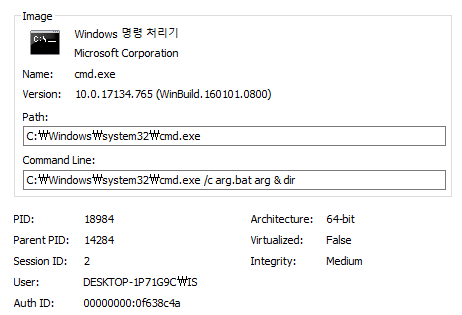 Image
Windows 명령 처리기
Microsoft Corporation
Name: cmd.exe
Version: 10.0.17134.765 (WinBuild.160101.0800)
Path:
C:₩Windows₩system32₩cmd.exe
Command Line:
C:₩Windows₩system32₩cmd.exe /c arg.bat arg & dir
PID: 18984 Architecture: 64-bit
Parent PID: 14284 Virtualized: False
Session ID: 2 Integrity: Medium
User: DESKTOP-1P71G9C₩IS
Auth ID: 00000000:0f638c4a